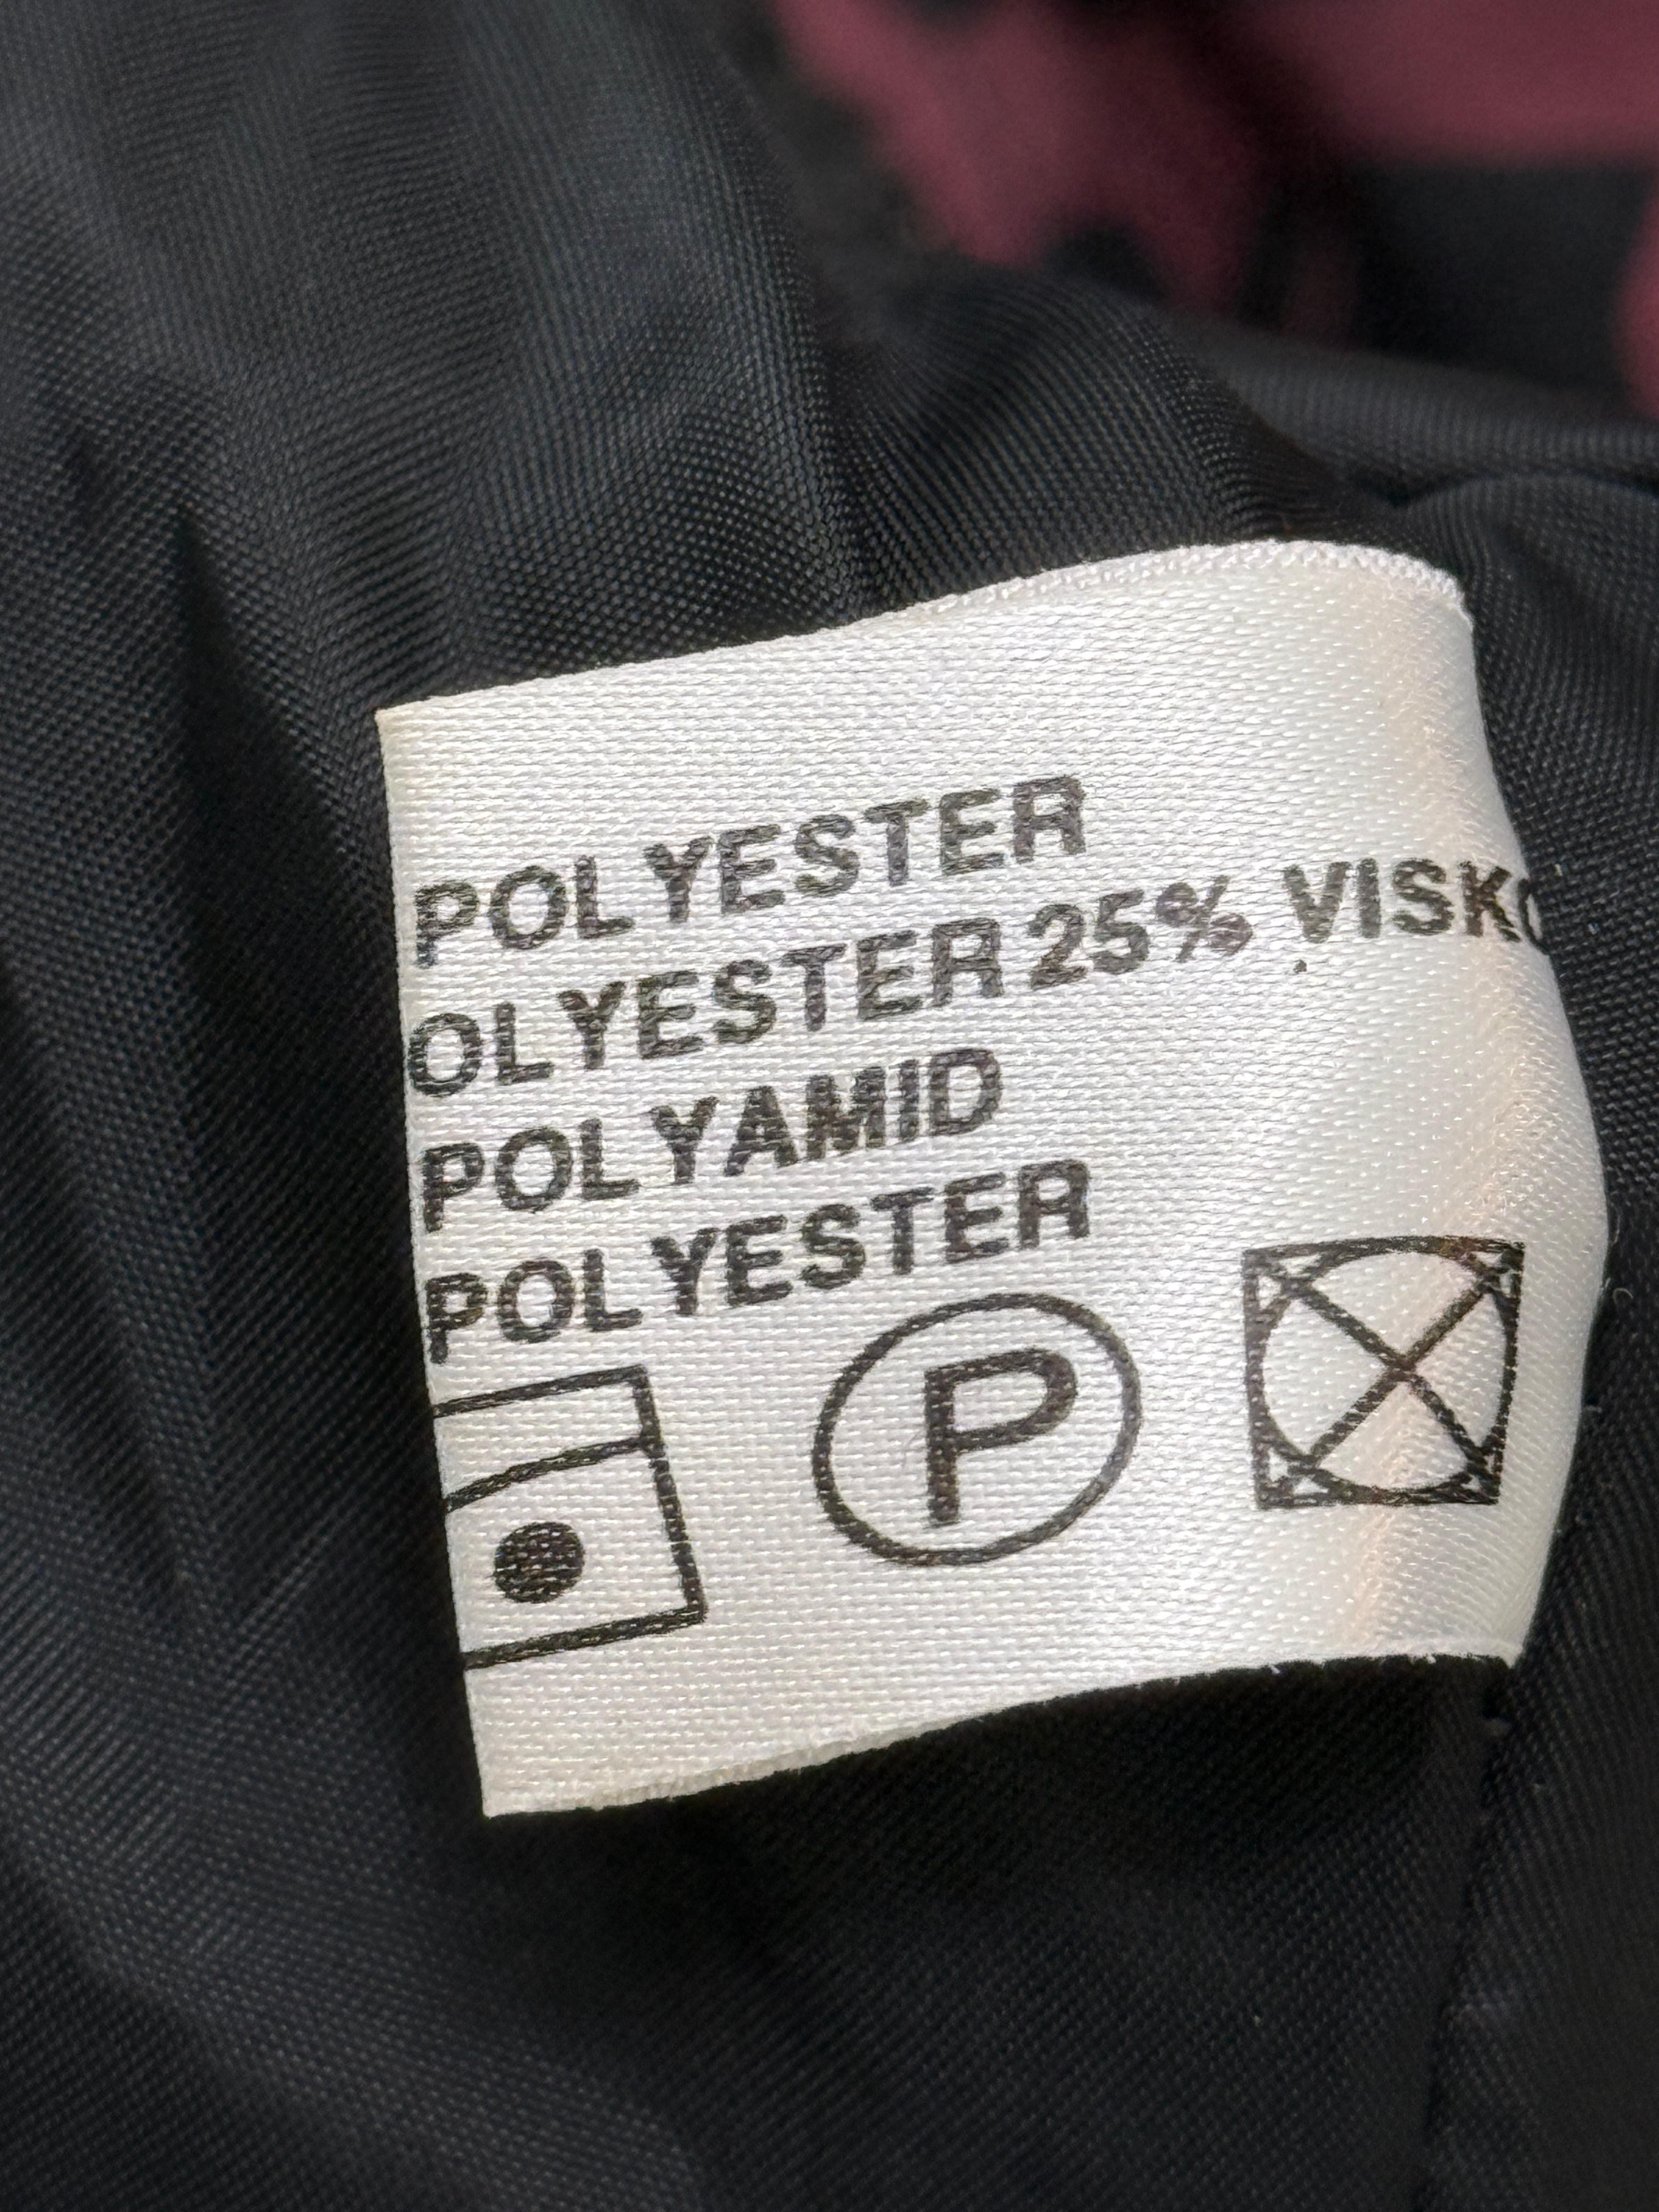 POLYESTER
OLYESTER 25% VISKO
POLYAMID
POLYESTER
P